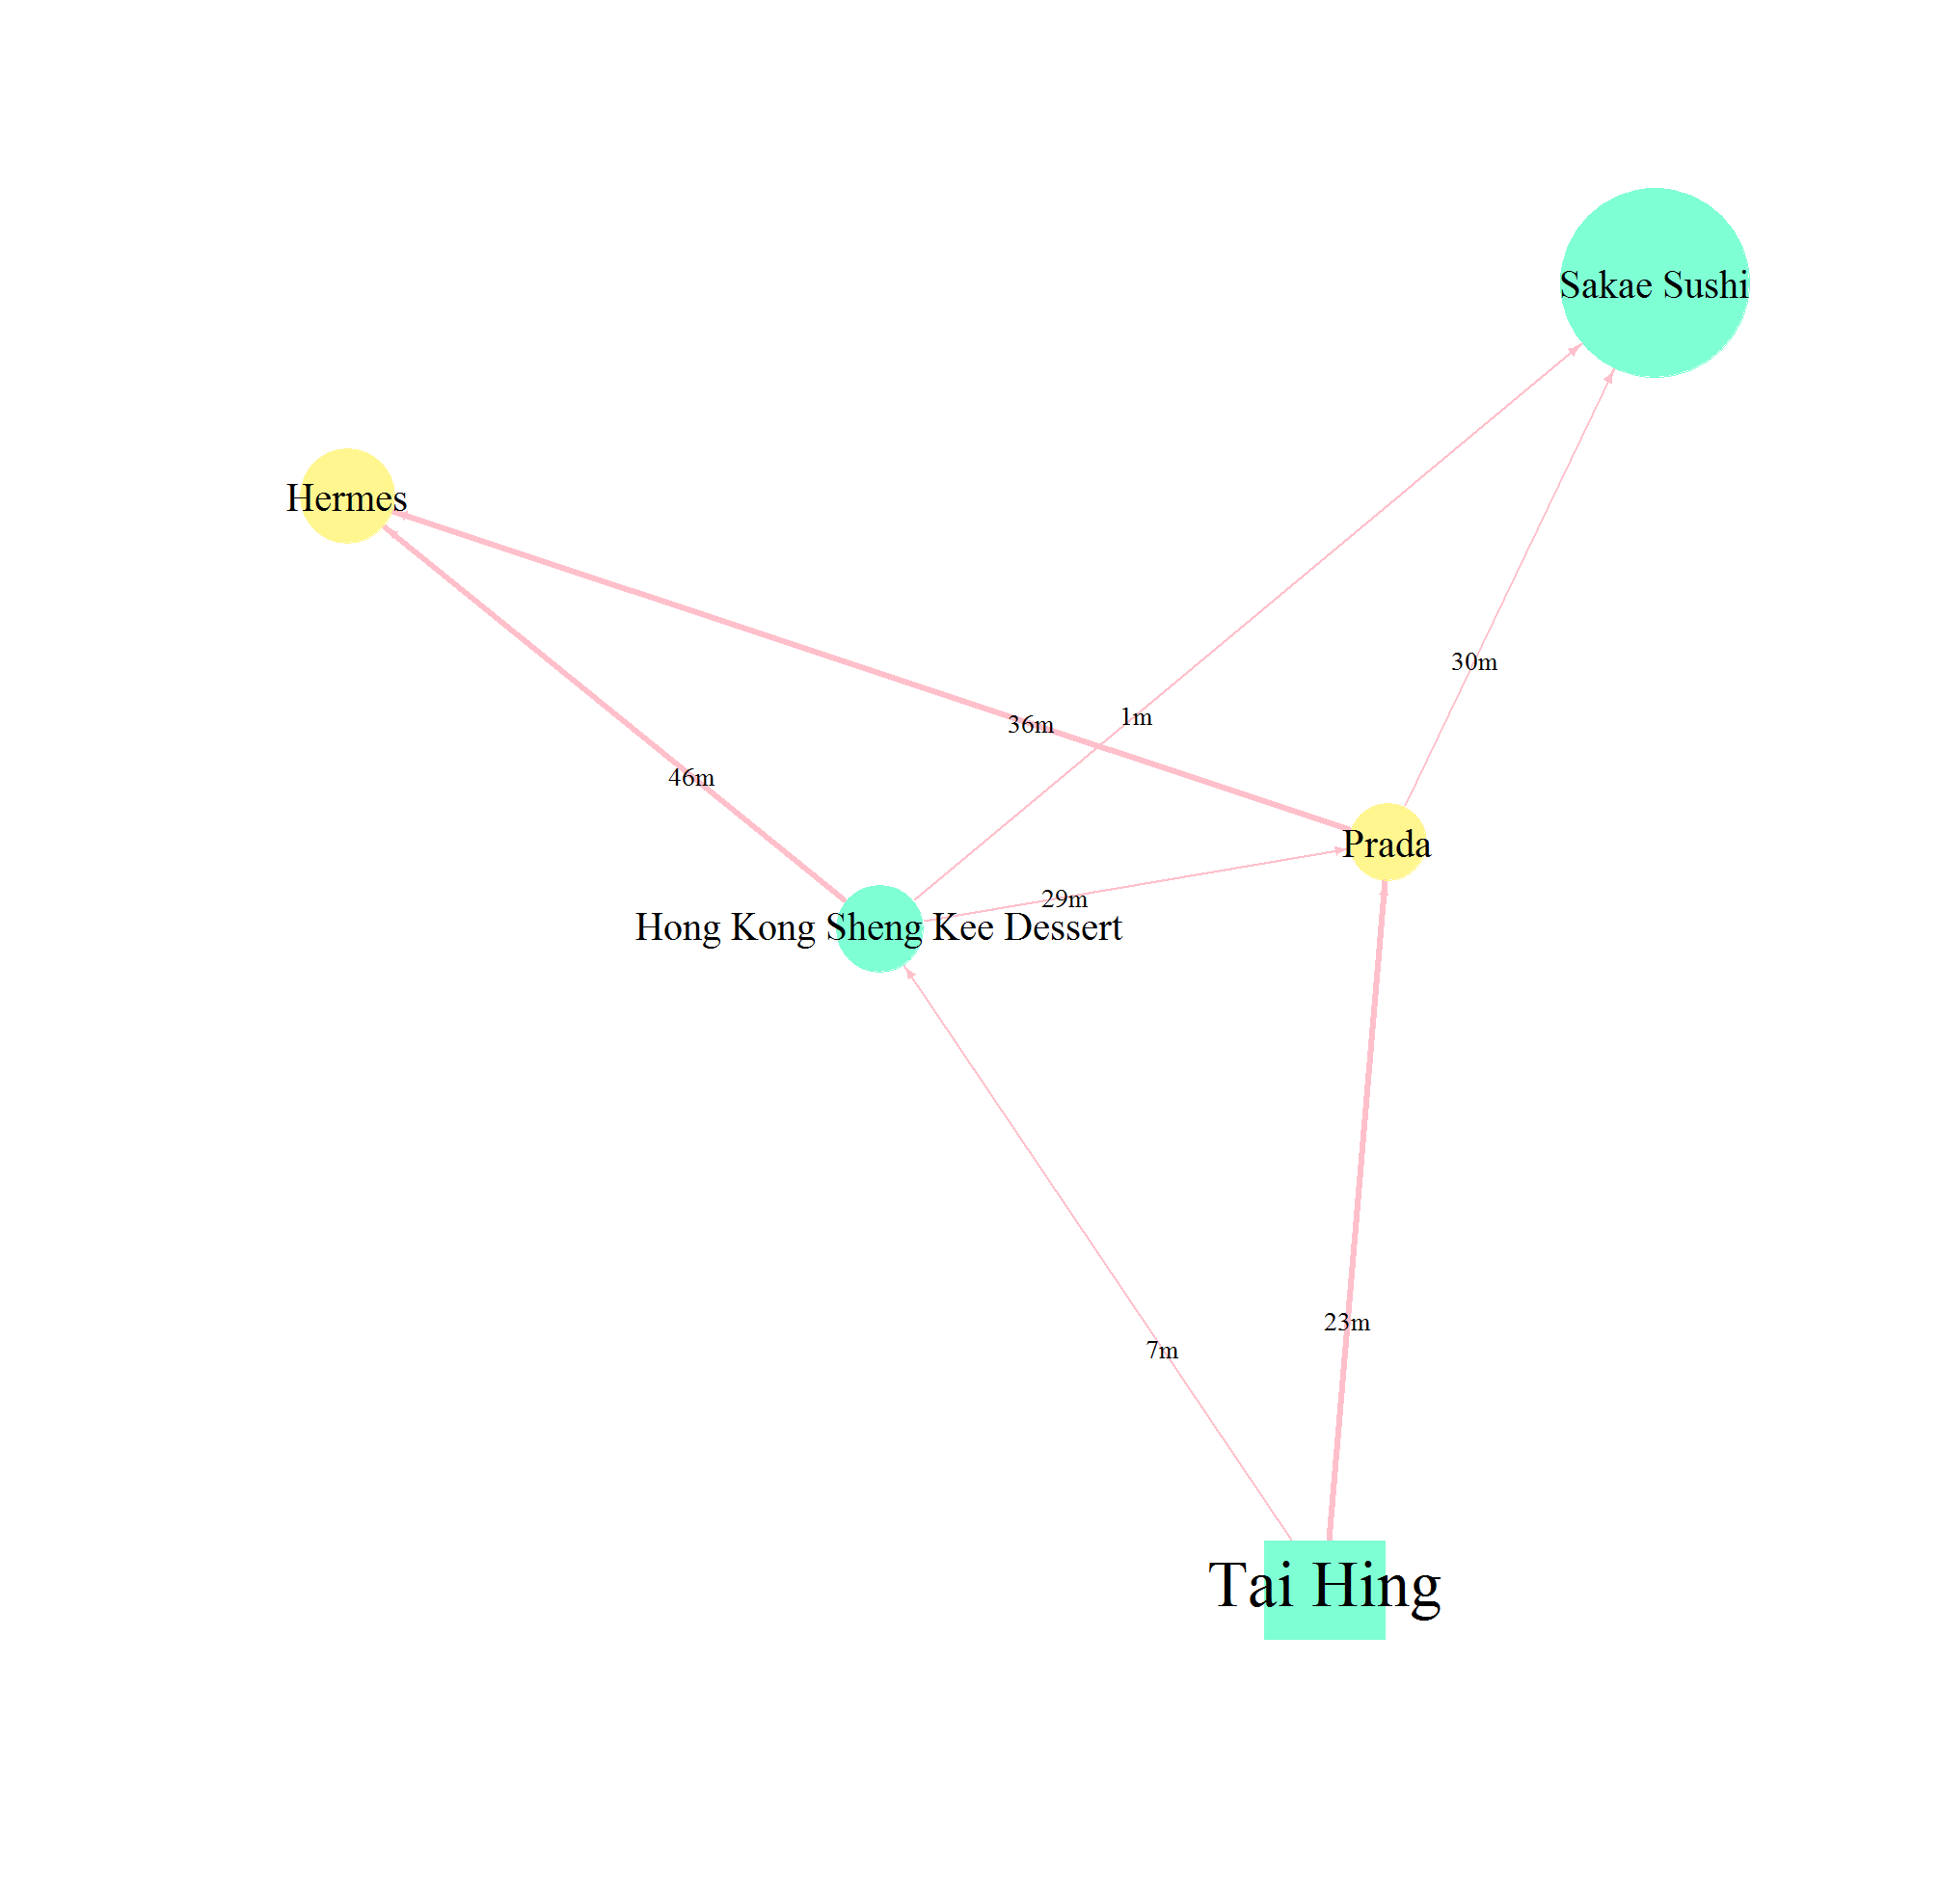 Sakae Sushi
Hermes
30m
1m
36m
46m
Prada
29m
Hong Kong Sheng Kee Dessert
23m
7m
Tai Hing